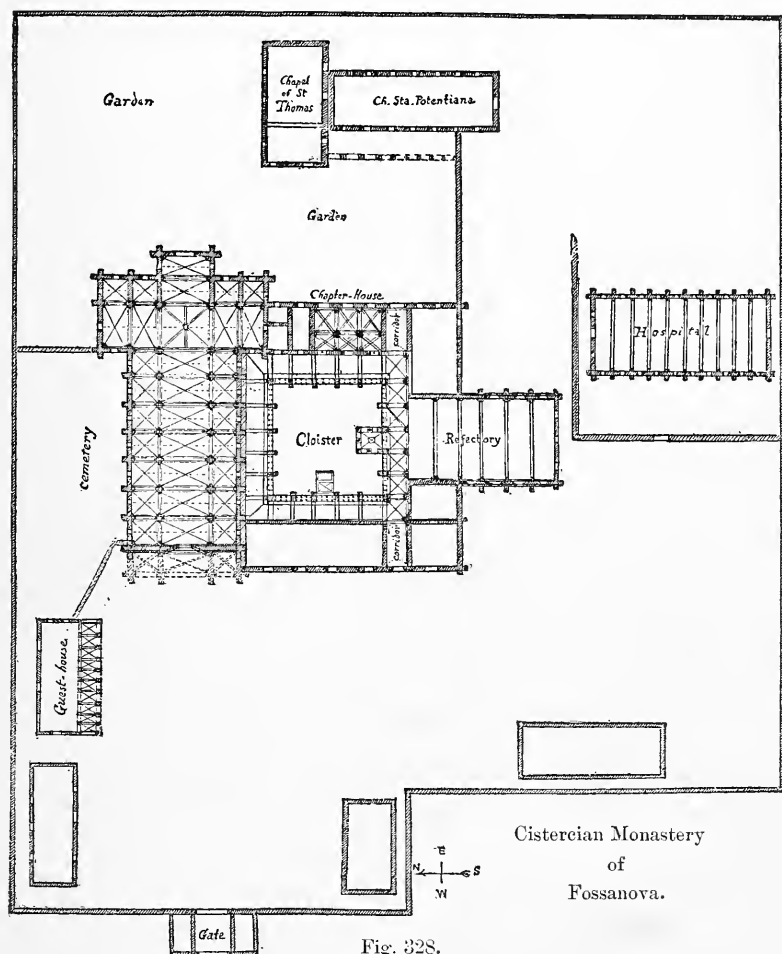 Garden
Chapel
of St
Thomas
Ch. Sta. Potentiana
Garden
Chapter-House
corridor
Hospital
Cemetery
Cloister
Refectory
corridor
Guest-house.
E
N
S
W
Cistercian Monastery
of
Fossanova.
Gate
Fig. 328.